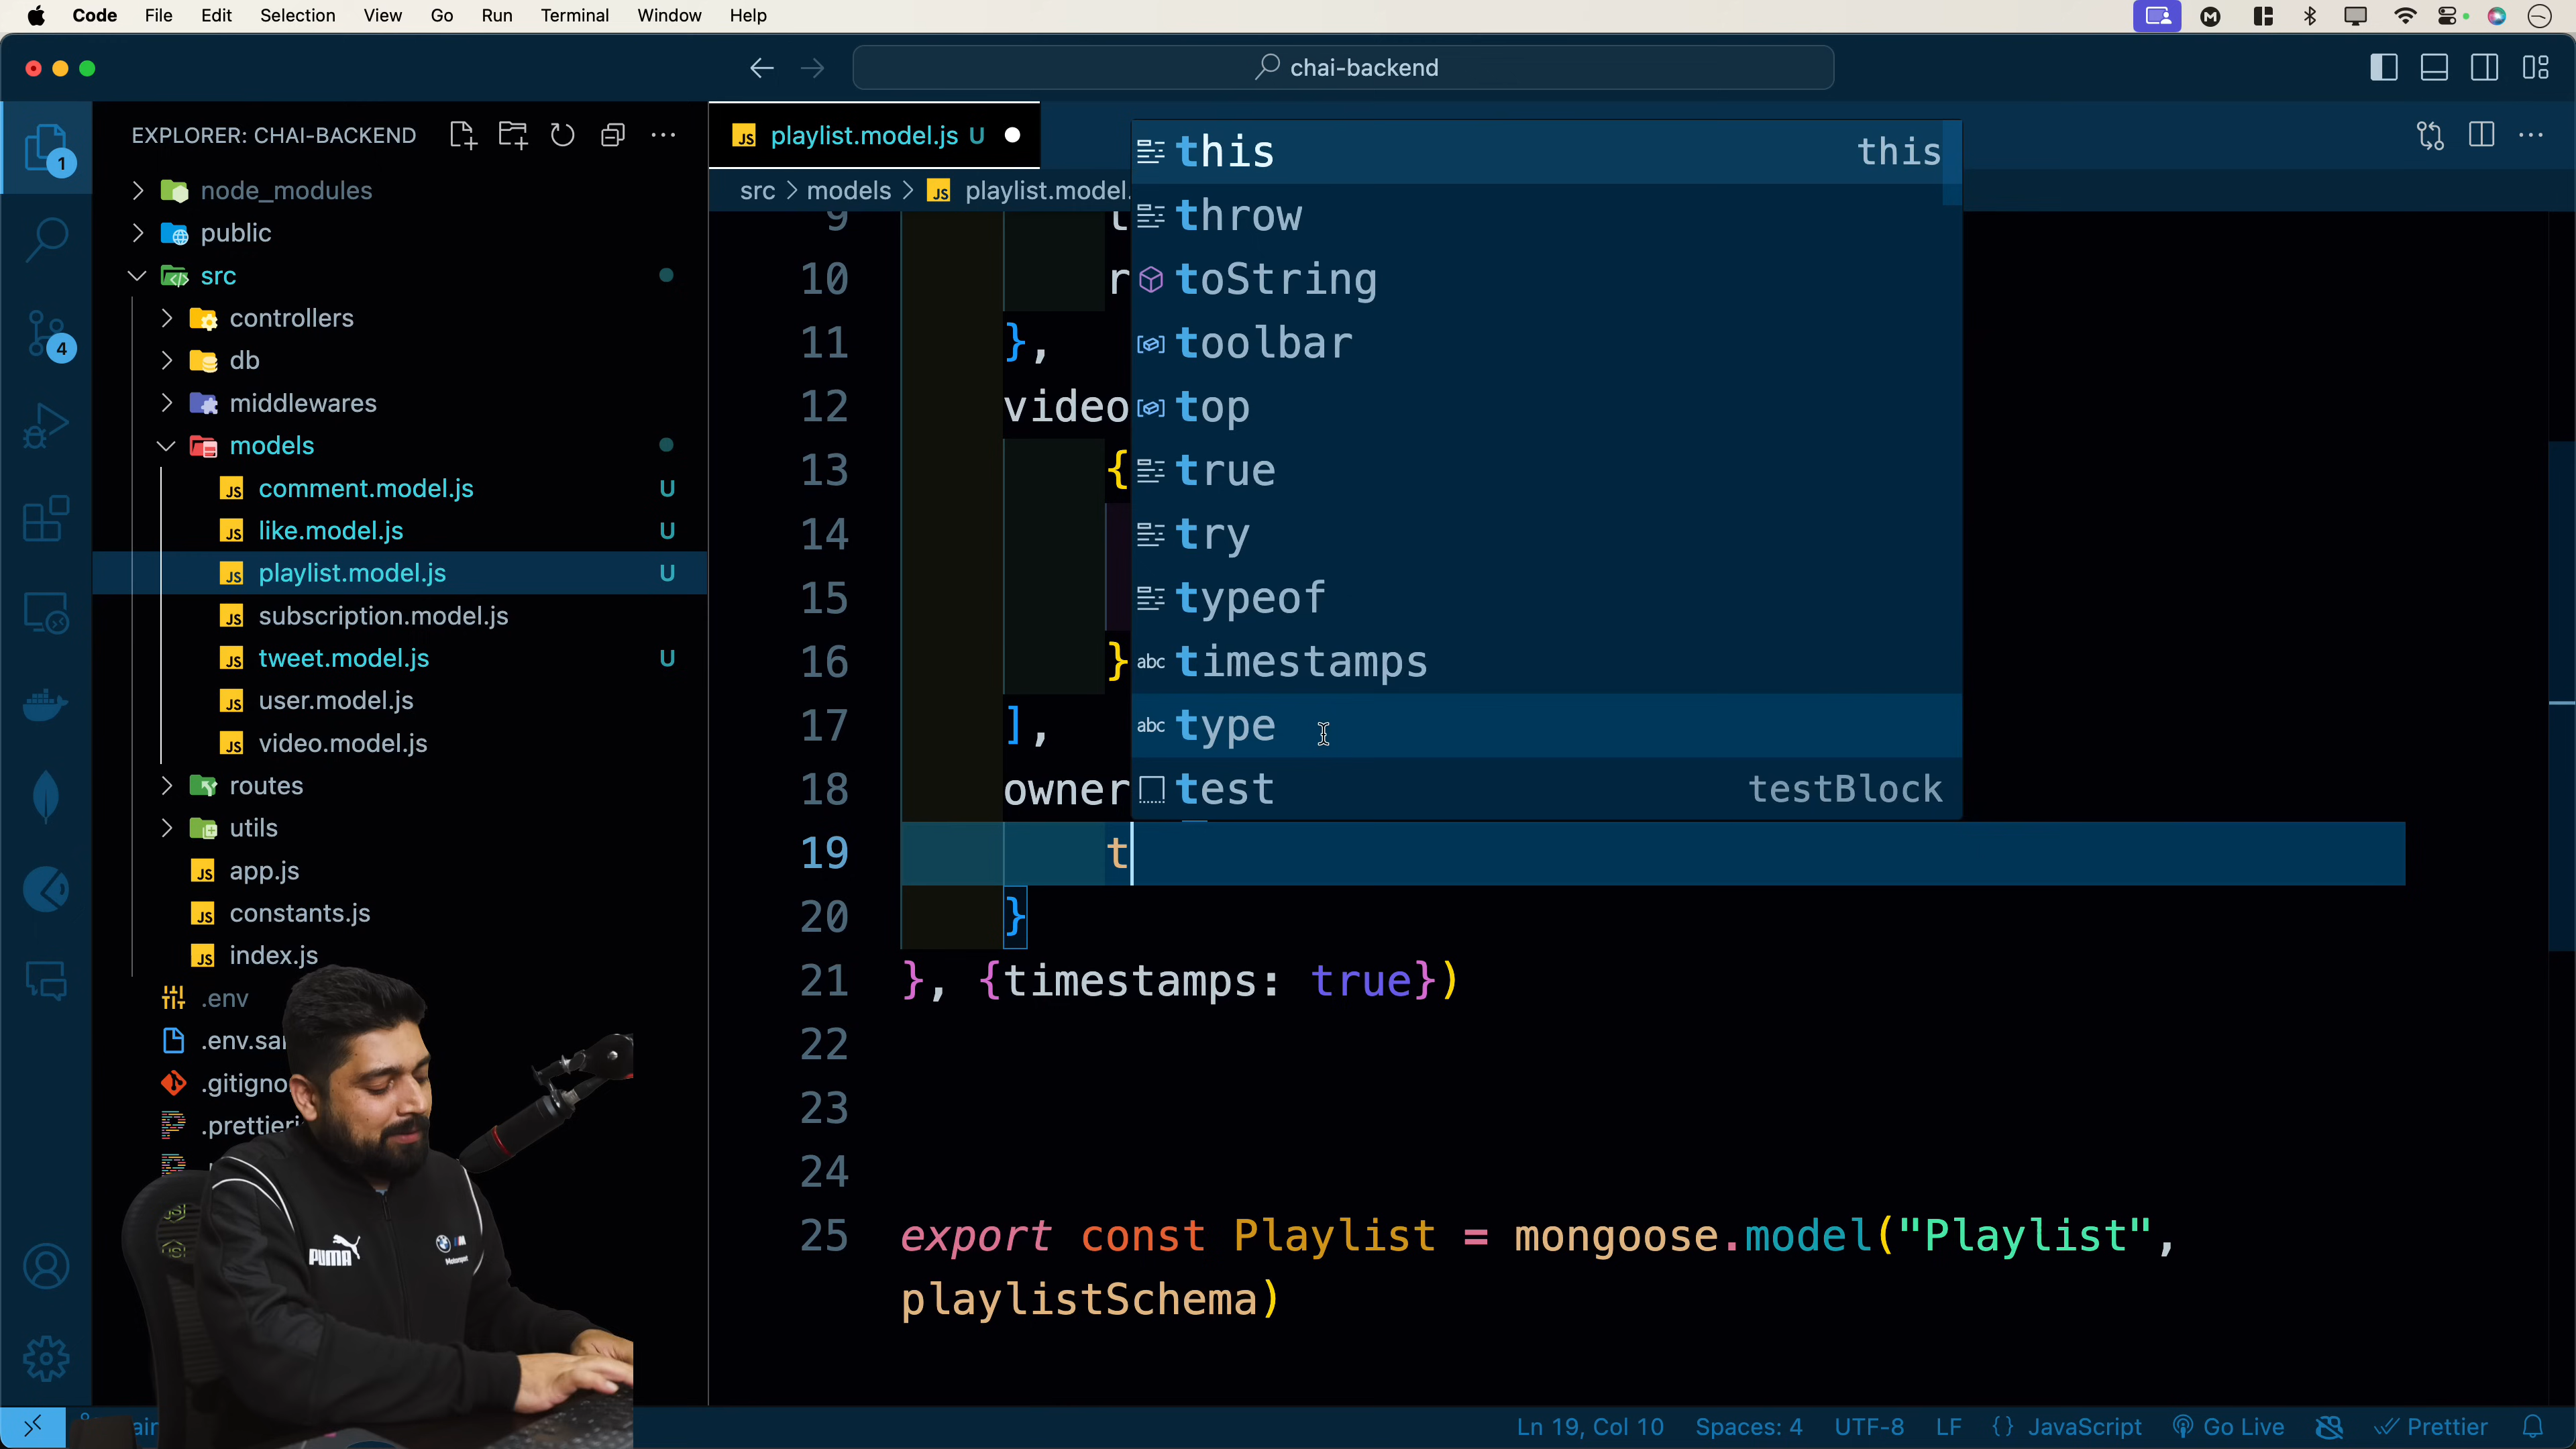 Code File Edit Selection View Go Run Terminal Window Help
chai-backend
EXPLORER: CHAI-BACKEND
playlist.model.js U
src > models > playlist.model.
1
4
node_modules
public
src
controllers
db
middlewares
models
comment.model.js U
like.model.js U
playlist.model.js U
subscription.model.js
tweet.model.js U
user.model.js
video.model.js
routes
utils
app.js
constants.js
index.js
.env
.env.sa
.gitigno
.prettieri
this this
throw
toString
toolbar
top
true
try
typeof
timestamps
type
test testBlock
9 t
10 r
11 },
12 video
13 {
14
15
16 }
17 ],
18 owner
19 t
20 }
21 }, {timestamps: true})
22
23
24
25 export const Playlist = mongoose.model("Playlist",
playlistSchema)
PUMA
Ln 19, Col 10 Spaces: 4 UTF-8 LF {} JavaScript Go Live Prettier